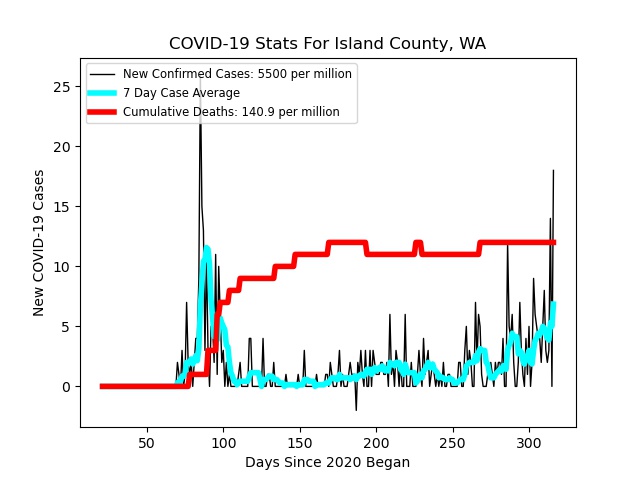 COVID-19 Stats For Island County, WA
New Confirmed Cases: 5500 per million
7 Day Case Average
Cumulative Deaths: 140.9 per million
New COVID-19 Cases
25
20
15
10
5
0
50 100 150 200 250 300
Days Since 2020 Began